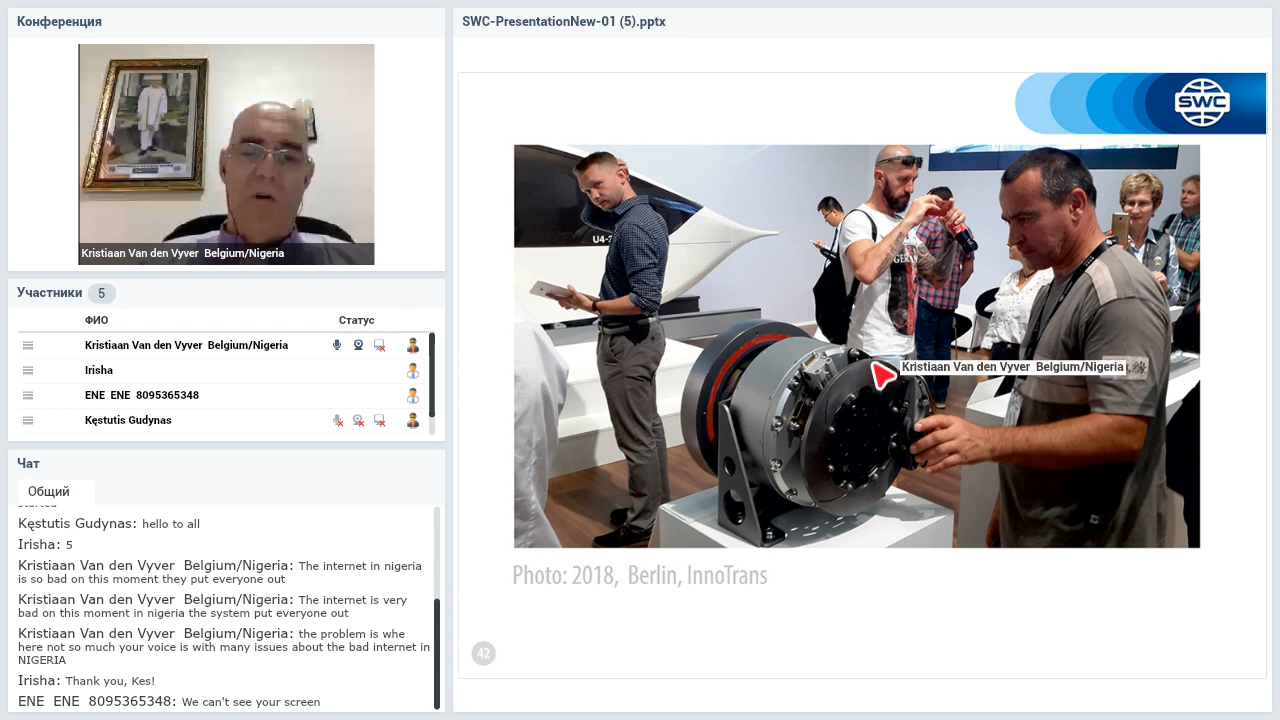 Конференция
Kristiaan Van den Vyver Belgium/Nigeria
Участники 5
ФИО Статус
Kristiaan Van den Vyver Belgium/Nigeria
Irisha
ENE ENE 8095365348
Kęstutis Gudynas
Чат
Общий
started
Kęstutis Gudynas: hello to all
Irisha: 5
Kristiaan Van den Vyver Belgium/Nigeria: The internet in nigeria
is so bad on this moment they put everyone out
Kristiaan Van den Vyver Belgium/Nigeria: The internet is very
bad on this moment in nigeria the system put everyone out
Kristiaan Van den Vyver Belgium/Nigeria: the problem is whe
here not so much your voice is with many issues about the bad internet in
NIGERIA
Irisha: Thank you, Kes!
ENE ENE 8095365348: We can't see your screen
SWC-PresentationNew-01 (5).pptx
SWC
U4-3
Kristiaan Van den Vyver Belgium/Nigeria
Photo: 2018, Berlin, InnoTrans
42